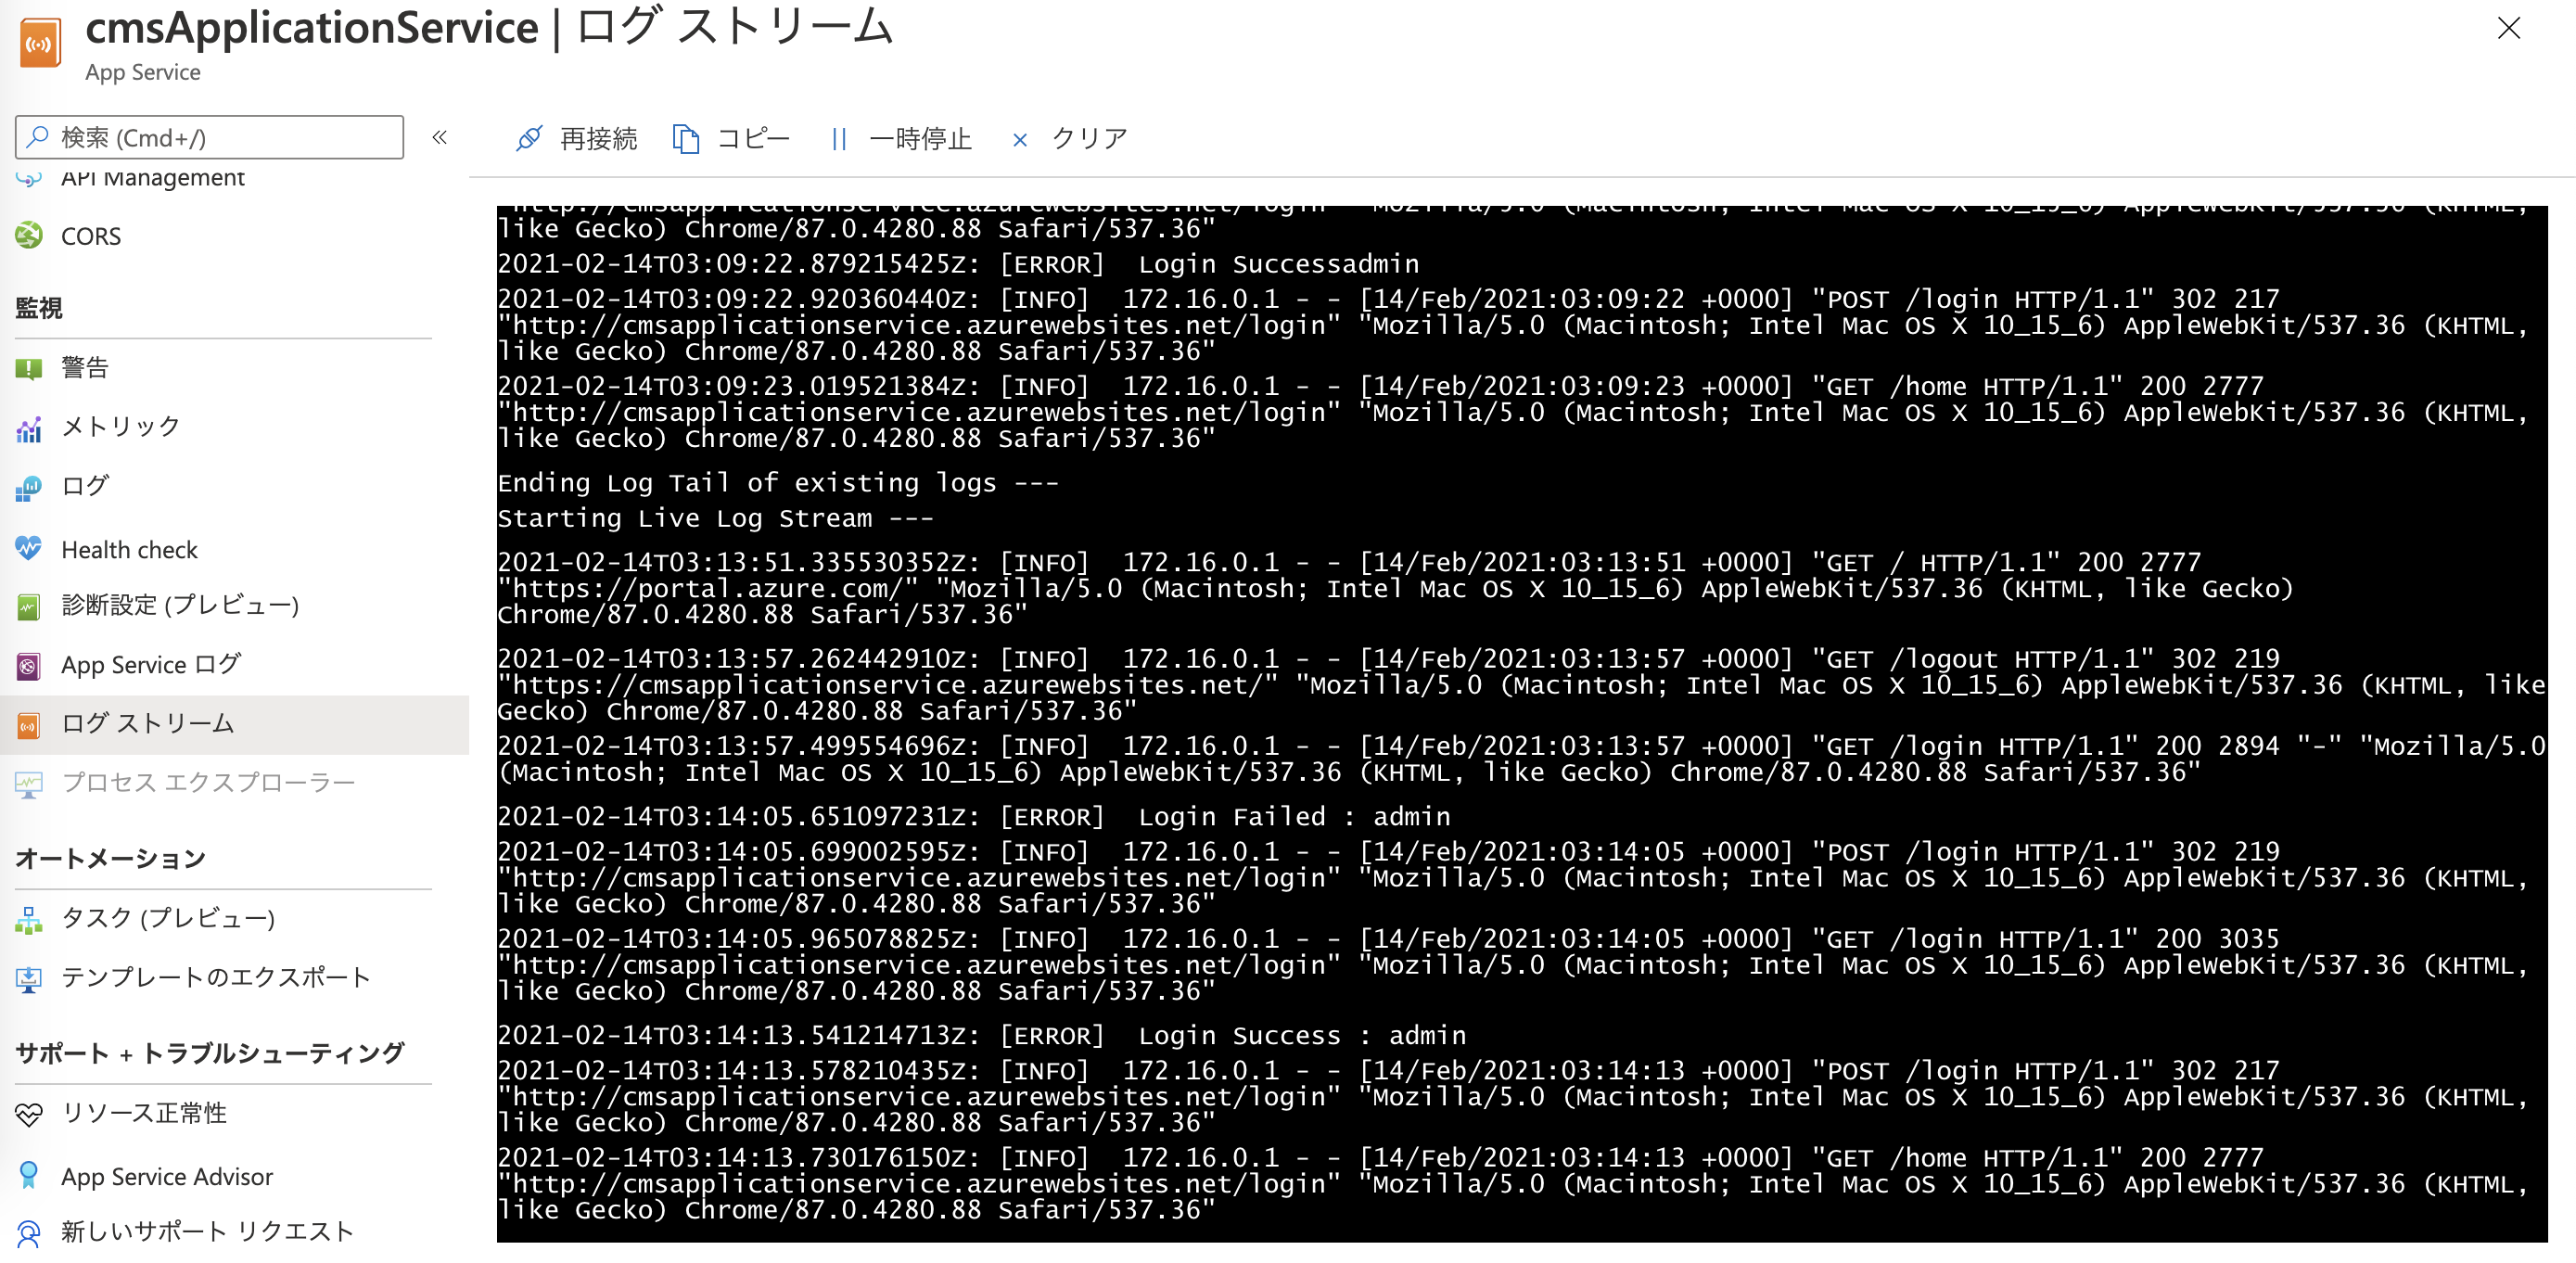 cmsApplicationService | ログ ストリーム
App Service
検索 (Cmd+/)
«
再接続 コピー 一時停止 クリア
API Management
CORS
監視
警告
メトリック
ログ
Health check
診断設定 (プレビュー)
App Service ログ
ログ ストリーム
プロセス エクスプローラー
オートメーション
タスク (プレビュー)
テンプレートのエクスポート
サポート + トラブルシューティング
リソース正常性
App Service Advisor
新しいサポート リクエスト
"http://cmsapplicationservice.azurewebsites.net/login" "Mozilla/5.0 (Macintosh; Intel Mac OS X 10_15_6) AppleWebKit/537.36 (KHTML,
like Gecko) Chrome/87.0.4280.88 Safari/537.36"
2021-02-14T03:09:22.879215425Z: [ERROR]  Login Successadmin
2021-02-14T03:09:22.920360440Z: [INFO]  172.16.0.1 - - [14/Feb/2021:03:09:22 +0000] "POST /login HTTP/1.1" 302 217
"http://cmsapplicationservice.azurewebsites.net/login" "Mozilla/5.0 (Macintosh; Intel Mac OS X 10_15_6) AppleWebKit/537.36 (KHTML,
like Gecko) Chrome/87.0.4280.88 Safari/537.36"
2021-02-14T03:09:23.019521384Z: [INFO]  172.16.0.1 - - [14/Feb/2021:03:09:23 +0000] "GET /home HTTP/1.1" 200 2777
"http://cmsapplicationservice.azurewebsites.net/login" "Mozilla/5.0 (Macintosh; Intel Mac OS X 10_15_6) AppleWebKit/537.36 (KHTML,
like Gecko) Chrome/87.0.4280.88 Safari/537.36"
Ending Log Tail of existing logs ---
Starting Live Log Stream ---
2021-02-14T03:13:51.335530352Z: [INFO]  172.16.0.1 - - [14/Feb/2021:03:13:51 +0000] "GET / HTTP/1.1" 200 2777
"https://portal.azure.com/" "Mozilla/5.0 (Macintosh; Intel Mac OS X 10_15_6) AppleWebKit/537.36 (KHTML, like Gecko)
Chrome/87.0.4280.88 Safari/537.36"
2021-02-14T03:13:57.262442910Z: [INFO]  172.16.0.1 - - [14/Feb/2021:03:13:57 +0000] "GET /logout HTTP/1.1" 302 219
"https://cmsapplicationservice.azurewebsites.net/" "Mozilla/5.0 (Macintosh; Intel Mac OS X 10_15_6) AppleWebKit/537.36 (KHTML, like
Gecko) Chrome/87.0.4280.88 Safari/537.36"
2021-02-14T03:13:57.499554696Z: [INFO]  172.16.0.1 - - [14/Feb/2021:03:13:57 +0000] "GET /login HTTP/1.1" 200 2894 "-" "Mozilla/5.0
(Macintosh; Intel Mac OS X 10_15_6) AppleWebKit/537.36 (KHTML, like Gecko) Chrome/87.0.4280.88 Safari/537.36"
2021-02-14T03:14:05.651097231Z: [ERROR]  Login Failed : admin
2021-02-14T03:14:05.699002595Z: [INFO]  172.16.0.1 - - [14/Feb/2021:03:14:05 +0000] "POST /login HTTP/1.1" 302 219
"http://cmsapplicationservice.azurewebsites.net/login" "Mozilla/5.0 (Macintosh; Intel Mac OS X 10_15_6) AppleWebKit/537.36 (KHTML,
like Gecko) Chrome/87.0.4280.88 Safari/537.36"
2021-02-14T03:14:05.965078825Z: [INFO]  172.16.0.1 - - [14/Feb/2021:03:14:05 +0000] "GET /login HTTP/1.1" 200 3035
"http://cmsapplicationservice.azurewebsites.net/login" "Mozilla/5.0 (Macintosh; Intel Mac OS X 10_15_6) AppleWebKit/537.36 (KHTML,
like Gecko) Chrome/87.0.4280.88 Safari/537.36"
2021-02-14T03:14:13.541214713Z: [ERROR]  Login Success : admin
2021-02-14T03:14:13.578210435Z: [INFO]  172.16.0.1 - - [14/Feb/2021:03:14:13 +0000] "POST /login HTTP/1.1" 302 217
"http://cmsapplicationservice.azurewebsites.net/login" "Mozilla/5.0 (Macintosh; Intel Mac OS X 10_15_6) AppleWebKit/537.36 (KHTML,
like Gecko) Chrome/87.0.4280.88 Safari/537.36"
2021-02-14T03:14:13.730176150Z: [INFO]  172.16.0.1 - - [14/Feb/2021:03:14:13 +0000] "GET /home HTTP/1.1" 200 2777
"http://cmsapplicationservice.azurewebsites.net/login" "Mozilla/5.0 (Macintosh; Intel Mac OS X 10_15_6) AppleWebKit/537.36 (KHTML,
like Gecko) Chrome/87.0.4280.88 Safari/537.36"